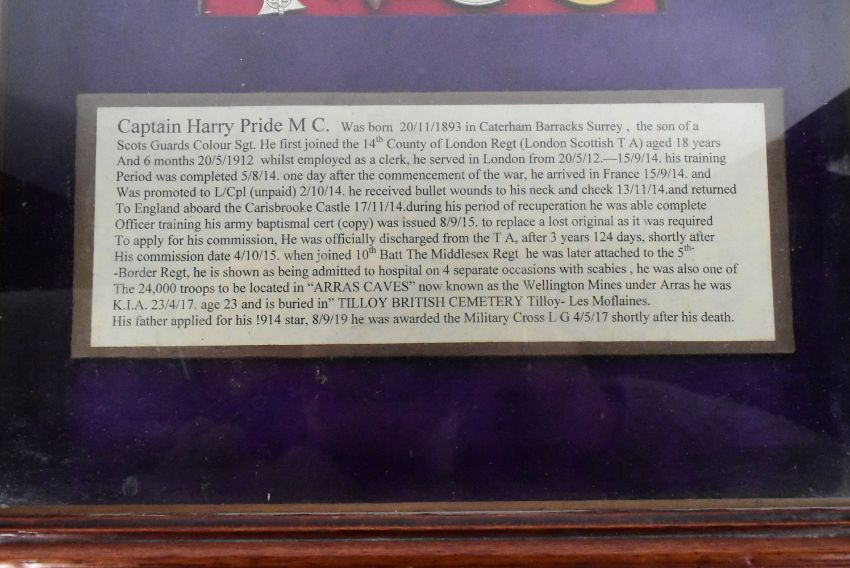 Captain Harry Pride M C. Was born 20/11/1893 in Caterham Barracks Surrey , the son of a
Scots Guards Colour Sgt. He first joined the 14th County of London Regt (London Scottish T A) aged 18 years
And 6 months 20/5/1912 whilst employed as a clerk, he served in London from 20/5/12.—15/9/14. his training
Period was completed 5/8/14. one day after the commencement of the war, he arrived in France 15/9/14. and
Was promoted to L/Cpl (unpaid) 2/10/14. he received bullet wounds to his neck and cheek 13/11/14.and returned
To England aboard the Carisbrooke Castle 17/11/14.during his period of recuperation he was able complete
Officer training his army baptismal cert (copy) was issued 8/9/15. to replace a lost original as it was required
To apply for his commission, He was officially discharged from the T A, after 3 years 124 days, shortly after
His commission date 4/10/15. when joined 10th Batt The Middlesex Regt he was later attached to the 5th-
-Border Regt, he is shown as being admitted to hospital on 4 separate occasions with scabies , he was also one of
The 24,000 troops to be located in “ARRAS CAVES” now known as the Wellington Mines under Arras he was
K.I.A. 23/4/17. age 23 and is buried in” TILLOY BRITISH CEMETERY Tilloy- Les Moflaines.
His father applied for his !914 star, 8/9/19 he was awarded the Military Cross L G 4/5/17 shortly after his death.